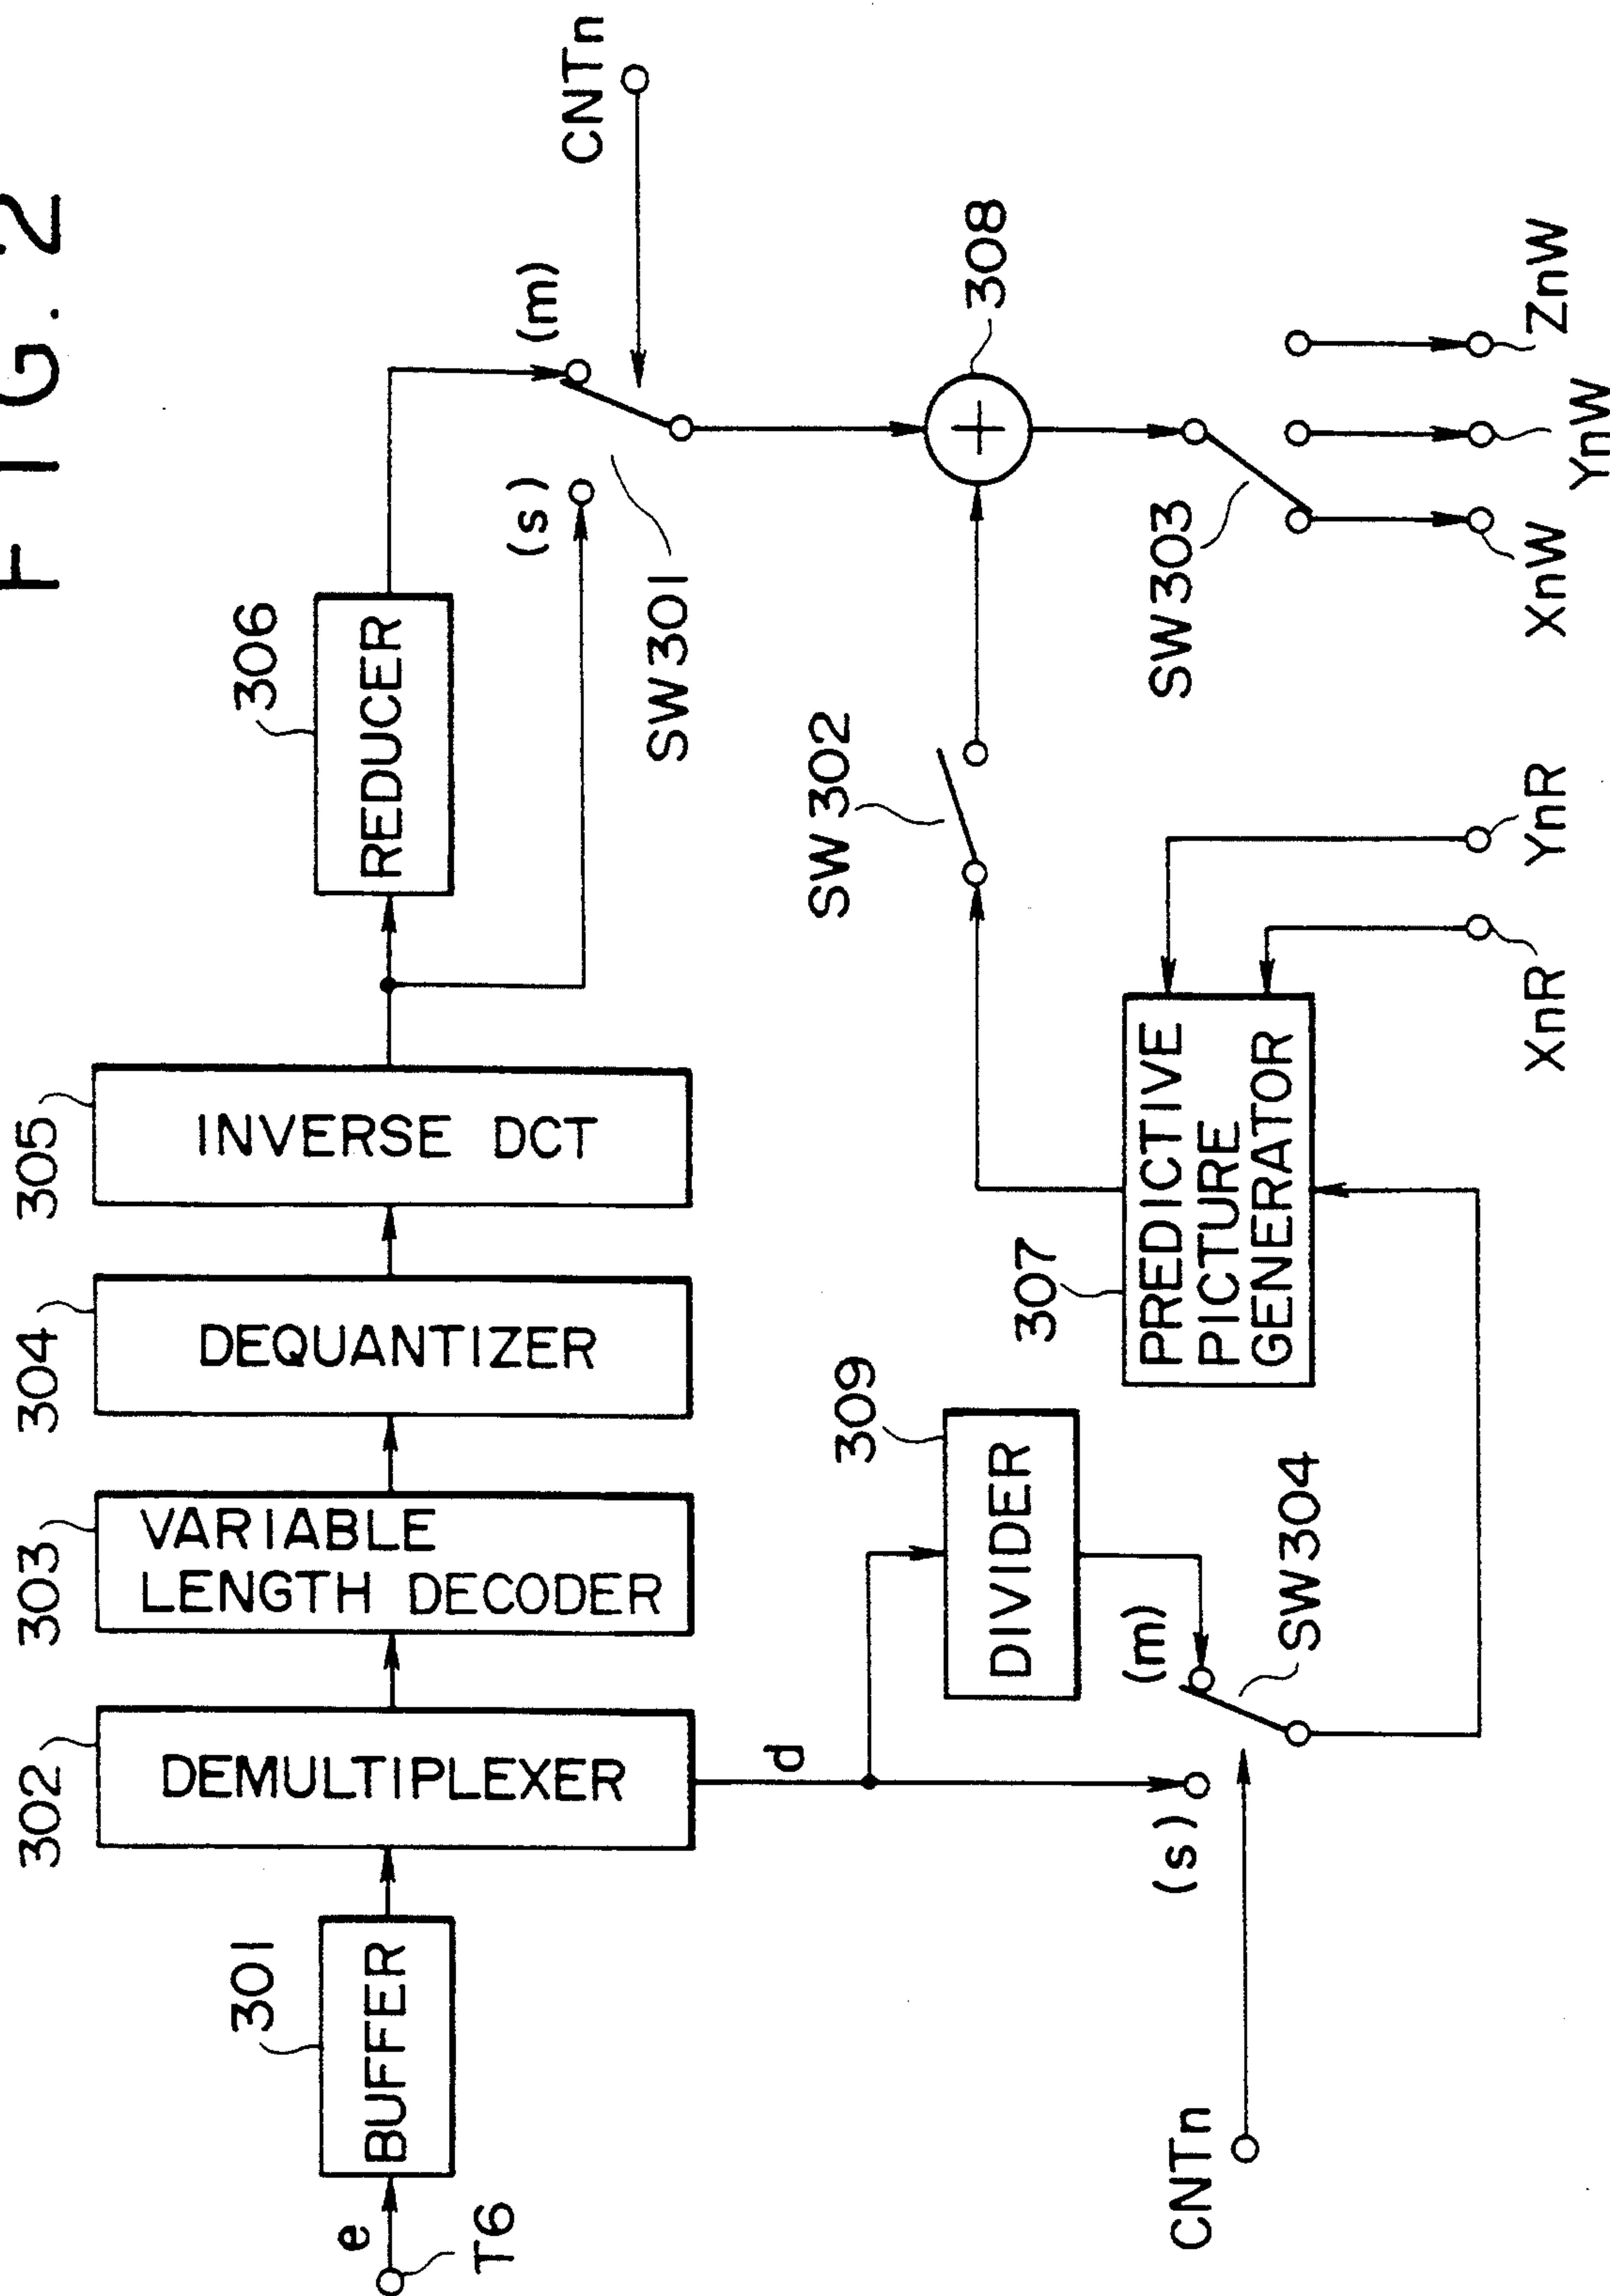 FIG. 2
301
BUFFER
e
T6
302
DEMULTIPLEXER
303
VARIABLE
LENGTH DECODER
304
DEQUANTIZER
305
INVERSE DCT
306
REDUCER
(m)
(s)
SW301
CNTn
d
309
DIVIDER
(m)
(s)
SW304
CNTn
307
PREDICTIVE
PICTURE
GENERATOR
XnR
YnR
SW302
308
SW303
XnW
YnW
ZnW